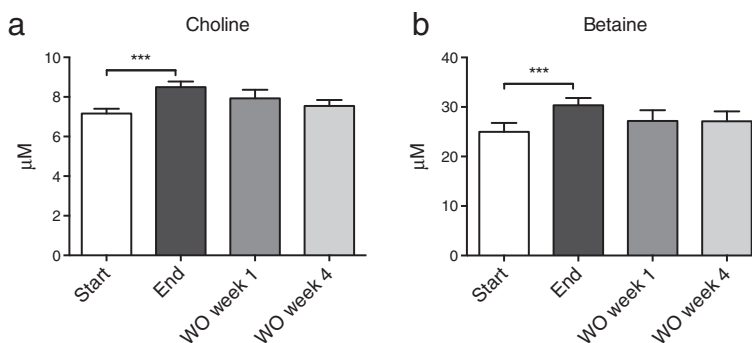 a
Choline
10
8
6
4
2
0
μM
***
Start
End
WO week 1
WO week 4
b
Betaine
40
30
20
10
0
μM
***
Start
End
WO week 1
WO week 4